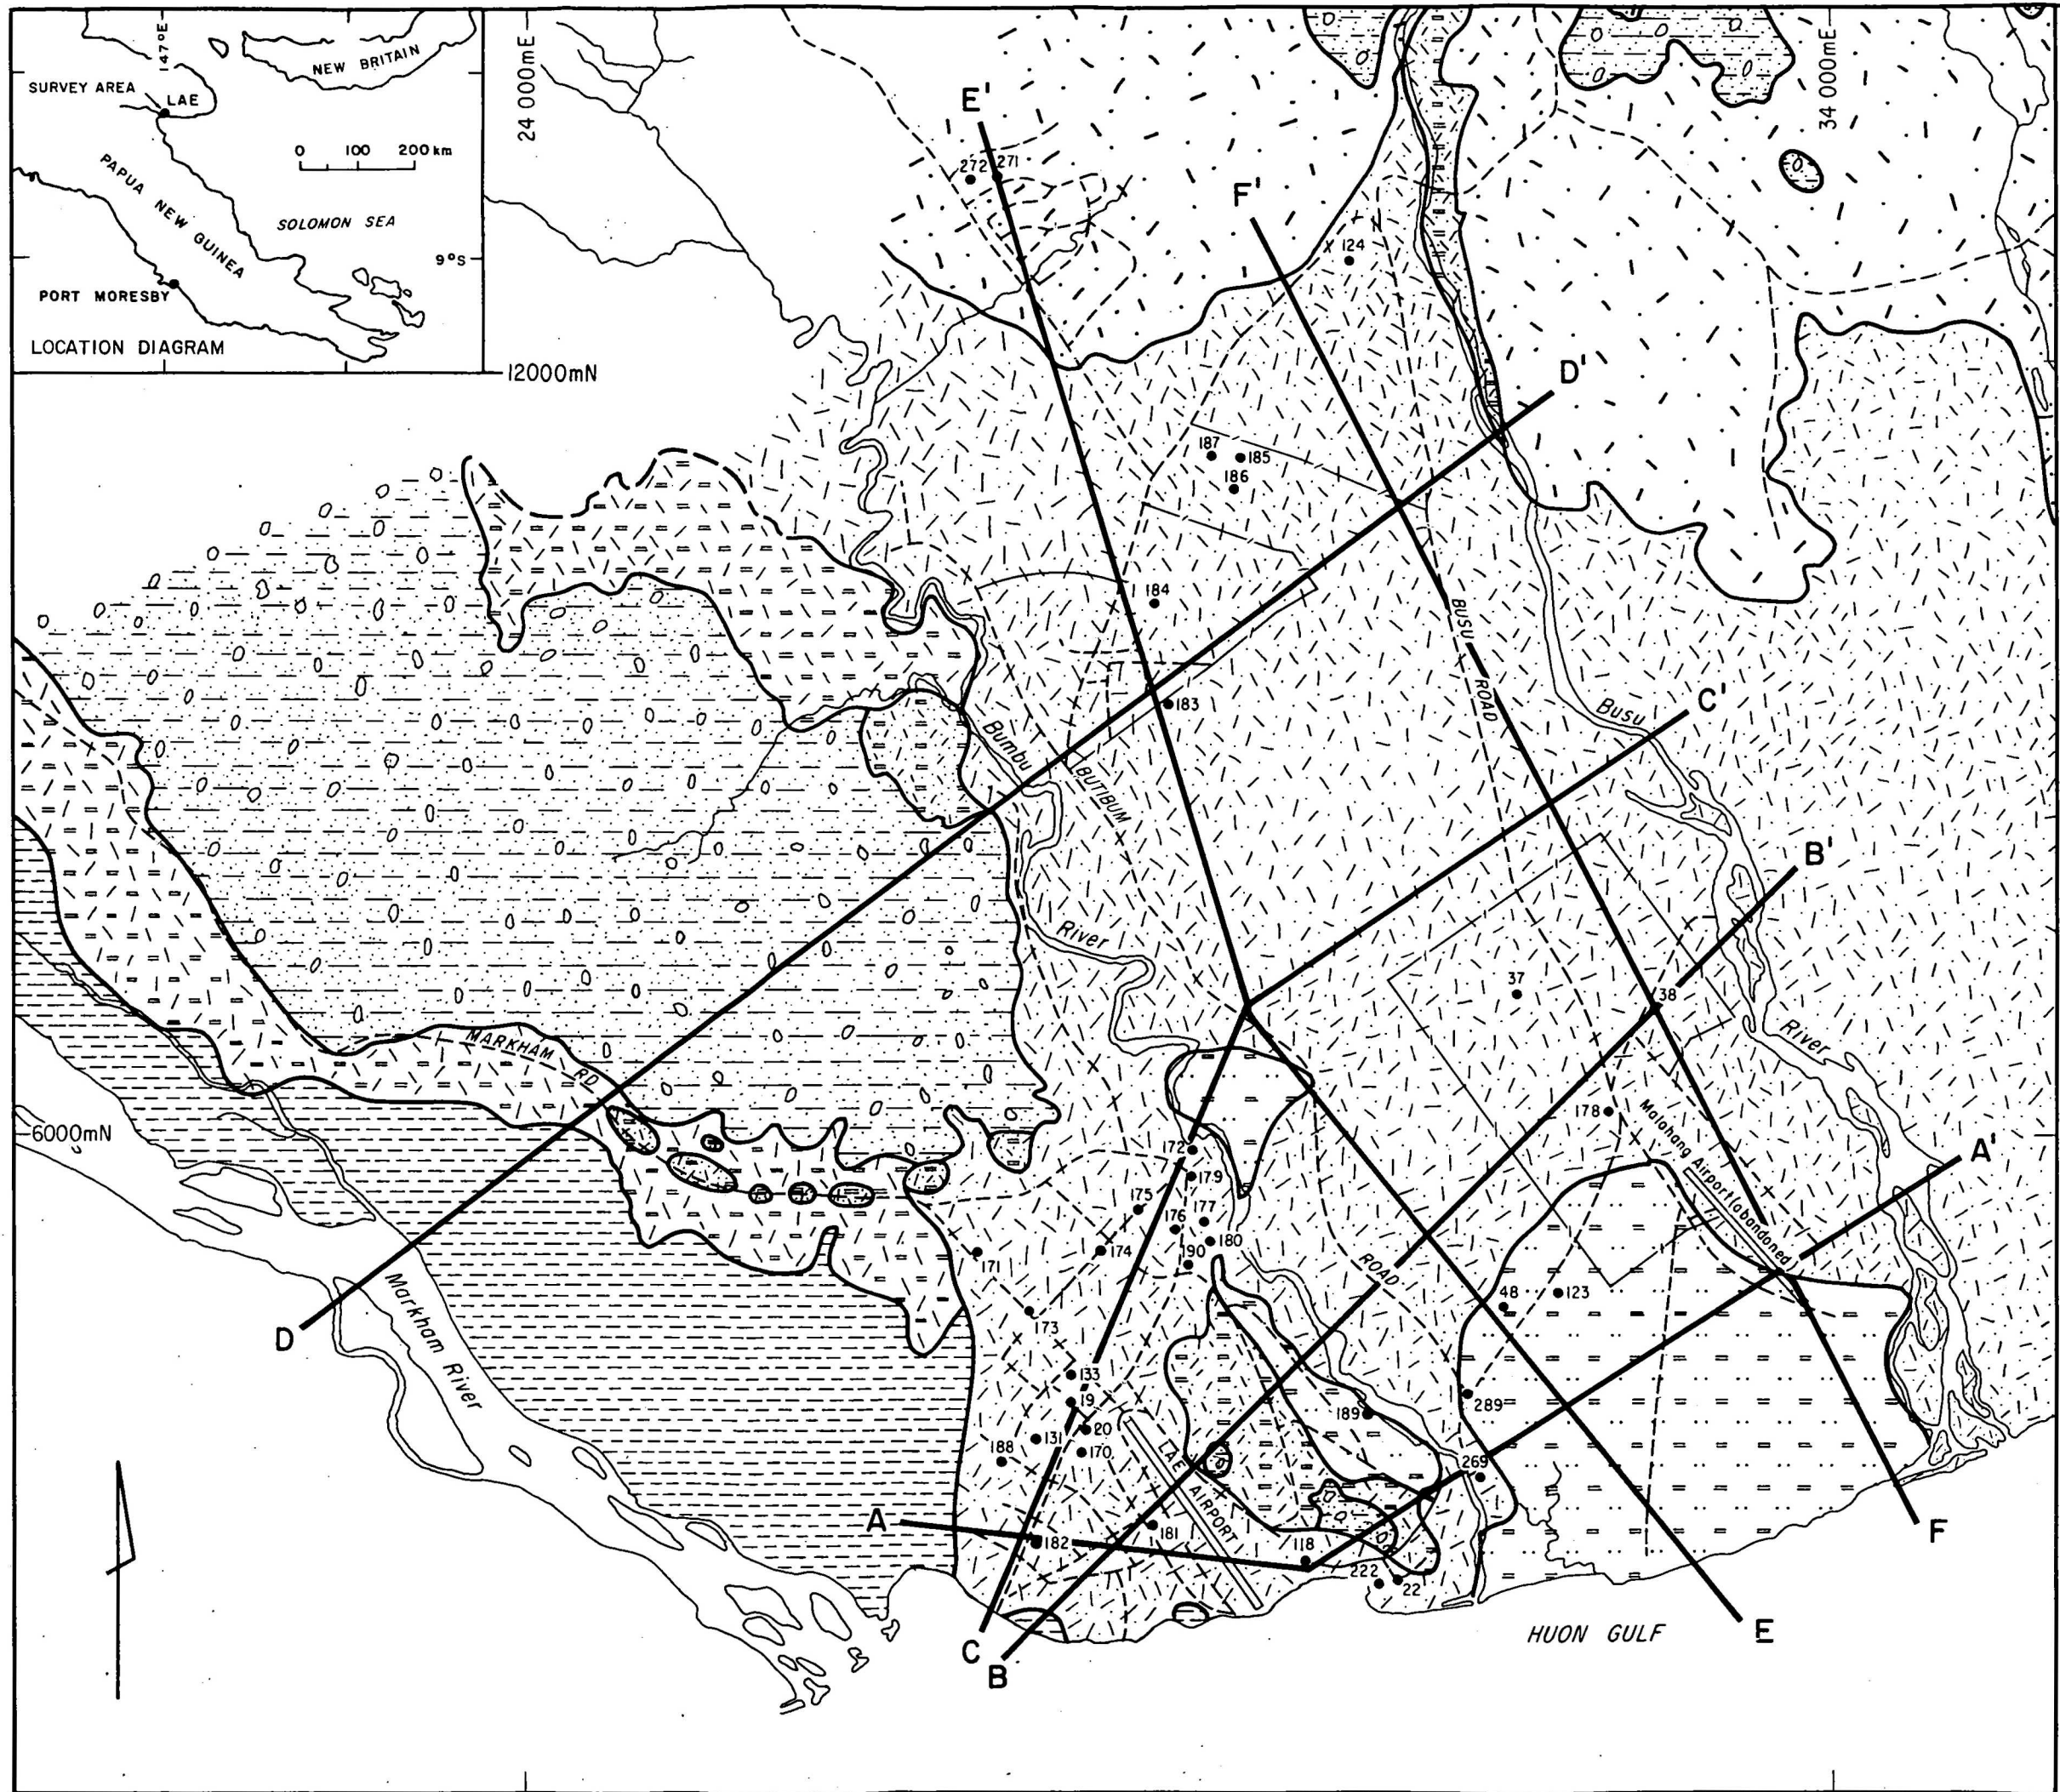 147°E
NEW BRITAIN
SURVEY AREA
LAE
0 100 200 km
PAPUA NEW GUINEA
SOLOMON SEA
9°S
PORT MORESBY
LOCATION DIAGRAM
24 000mE
34 000mE
12000mN
6000mN
E'
272
271
F'
124
D'
187
185
186
184
183
BUSU ROAD
Busu
C'
Bumbu
BUTIBUM
B'
River
37
38
River
MARKHAM
RD
178
Malahang Airport (abandoned)
A'
172
179
175
177
176
180
174
190
171
ROAD
48
123
173
D
Markham River
133
19
289
189
20
131
170
188
LAE AIRPORT
269
A
182
181
118
F
222
22
C
B
HUON GULF
E